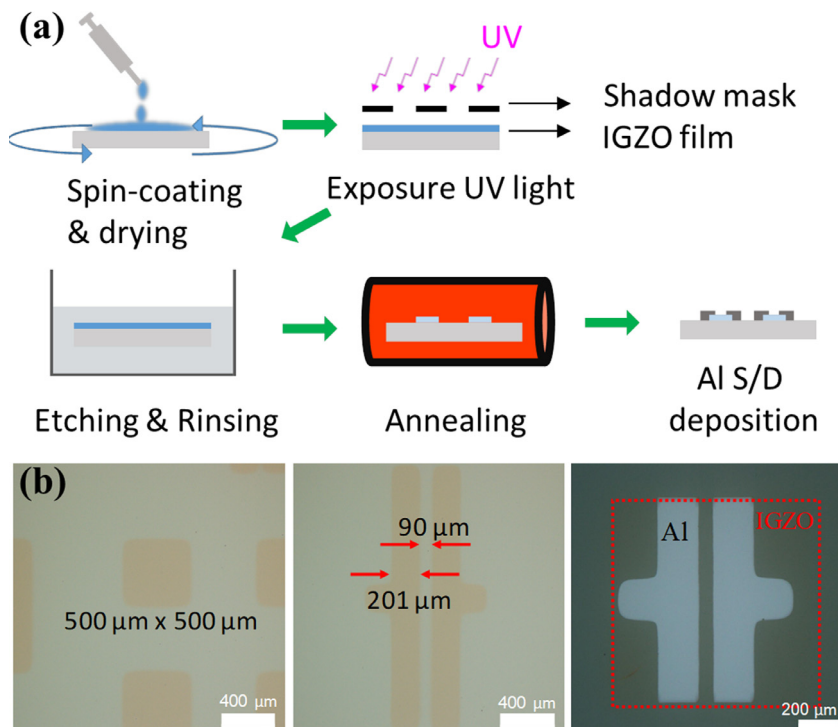 (a)
UV
Shadow mask
IGZO film
Spin-coating
& drying
Exposure UV light
Etching & Rinsing
Annealing
Al S/D
deposition
(b)
500 µm x 500 µm
400 µm
90 µm
201 µm
400 µm
Al
IGZO
200 µm